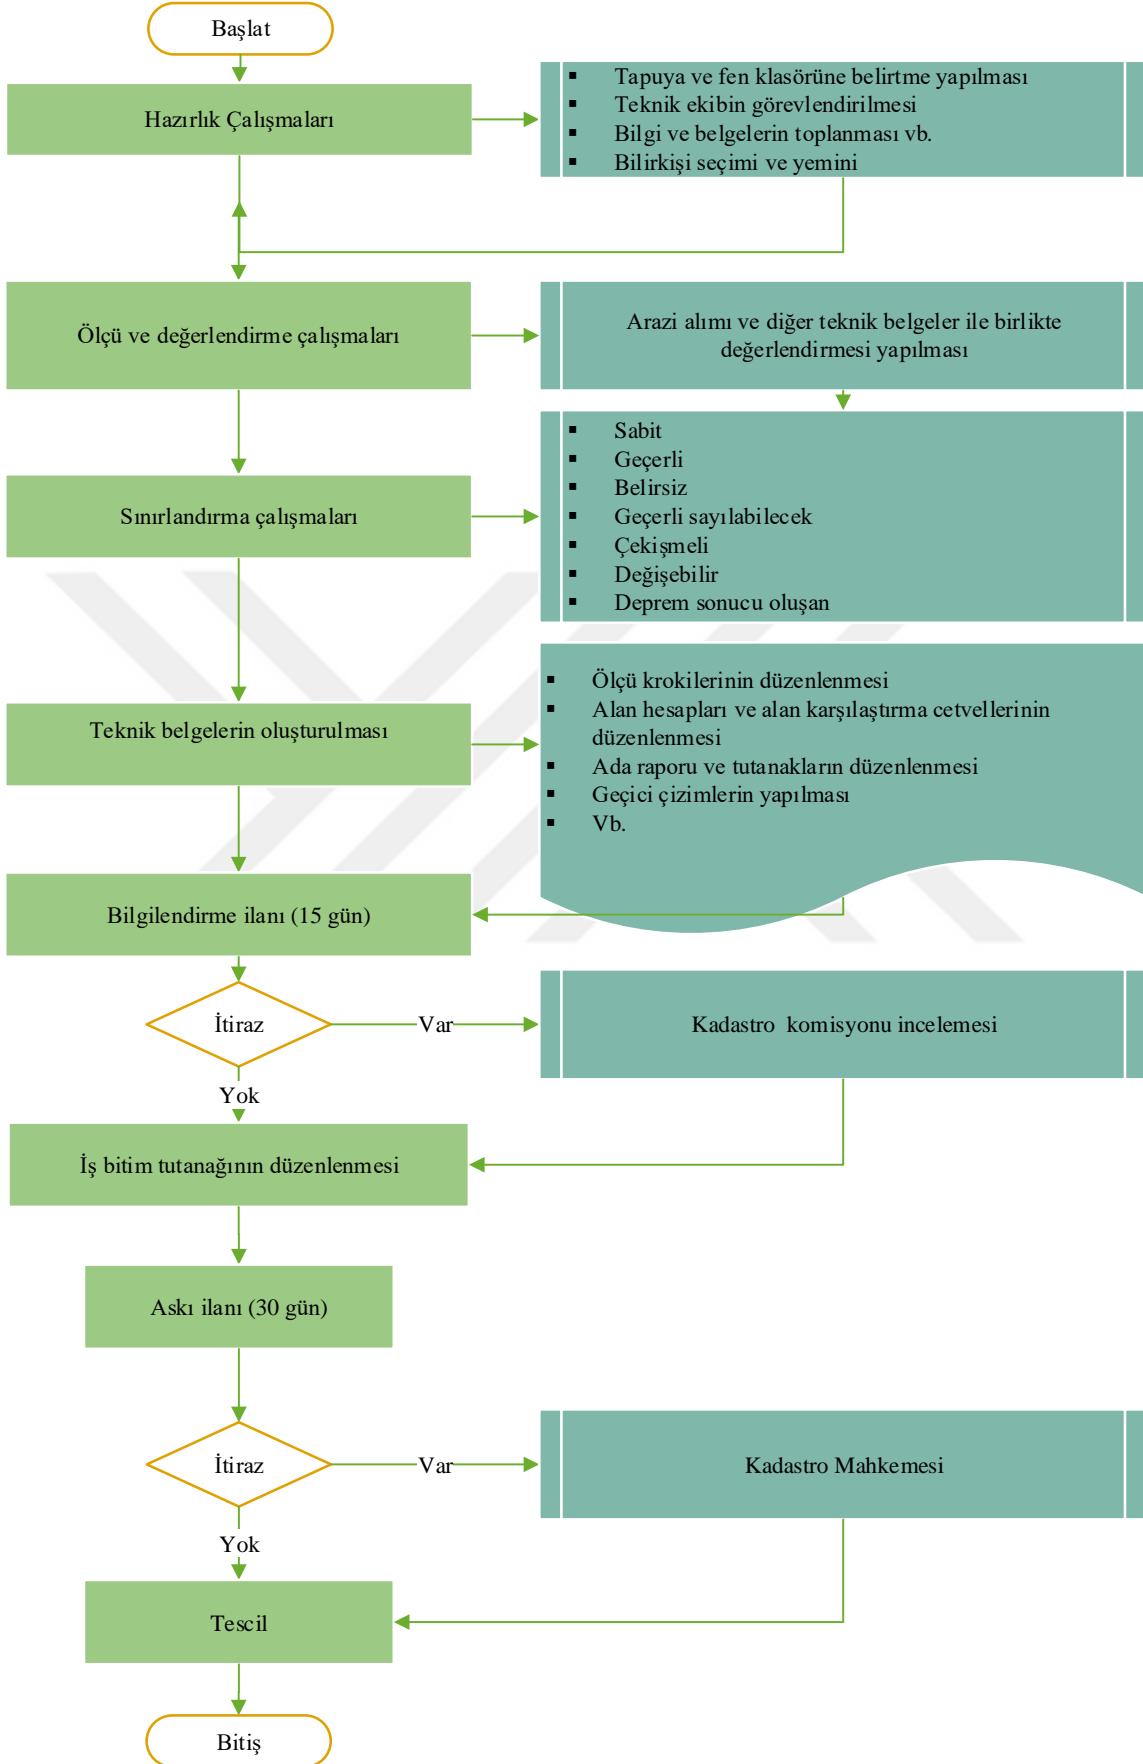 Başlat
Hazırlık Çalışmaları
▪ Tapuya ve fen klasörüne belirtme yapılması
▪ Teknik ekibin görevlendirilmesi
▪ Bilgi ve belgelerin toplanması vb.
▪ Bilirkişi seçimi ve yemini
Ölçü ve değerlendirme çalışmaları
Arazi alımı ve diğer teknik belgeler ile birlikte
değerlendirmesi yapılması
Sınırlandırma çalışmaları
▪ Sabit
▪ Geçerli
▪ Belirsiz
▪ Geçerli sayılabilecek
▪ Çekişmeli
▪ Değişebilir
▪ Deprem sonucu oluşan
Teknik belgelerin oluşturulması
▪ Ölçü krokilerinin düzenlenmesi
▪ Alan hesapları ve alan karşılaştırma cetvellerinin
düzenlenmesi
▪ Ada raporu ve tutanakların düzenlenmesi
▪ Geçici çizimlerin yapılması
▪ Vb.
Bilgilendirme ilanı (15 gün)
İtiraz
Var
Kadastro komisyonu incelemesi
Yok
İş bitim tutanağının düzenlenmesi
Askı ilanı (30 gün)
İtiraz
Var
Kadastro Mahkemesi
Yok
Tescil
Bitiş